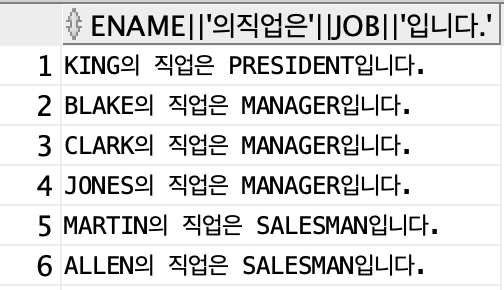 ENAME||'의직업은'||JOB||'입니다.'
1 KING의 직업은 PRESIDENT입니다.
2 BLAKE의 직업은 MANAGER입니다.
3 CLARK의 직업은 MANAGER입니다.
4 JONES의 직업은 MANAGER입니다.
5 MARTIN의 직업은 SALESMAN입니다.
6 ALLEN의 직업은 SALESMAN입니다.